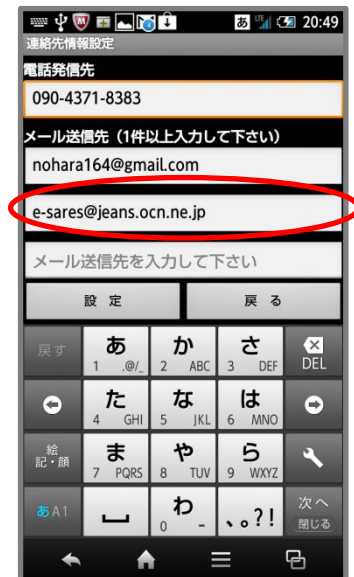 あ LTE 20:49
連絡先情報設定
電話発信先
090-4371-8383
メール送信先（1件以上入力して下さい）
nohara164@gmail.com
e-sares@jeans.ocn.ne.jp
メール送信先を入力して下さい
設 定 戻 る
戻す あ 1 .@/_ か 2 ABC さ 3 DEF DEL
た 4 GHI な 5 JKL は 6 MNO
絵 記・顔 ま 7 PQRS や 8 TUV ら 9 WXYZ
あA1 わ 0 - 、。?! 次へ 閉じる